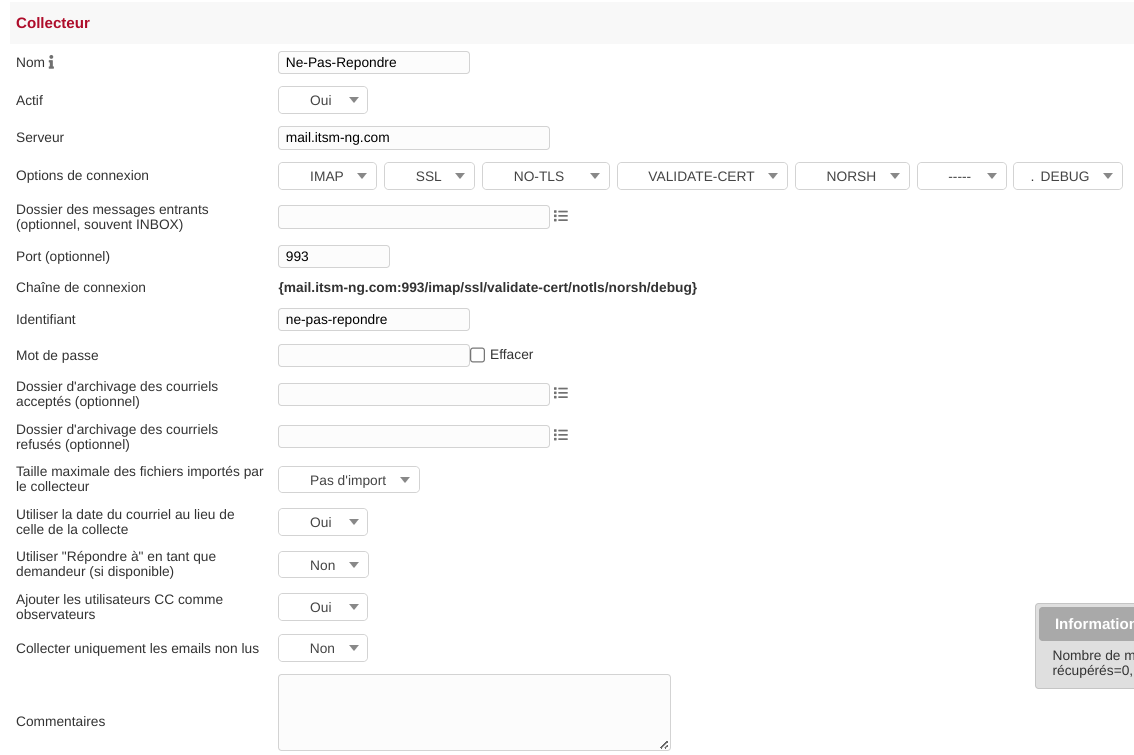 Collecteur
Nom
Ne-Pas-Repondre
Actif
Oui
Serveur
mail.itsm-ng.com
Options de connexion
IMAP
SSL
NO-TLS
VALIDATE-CERT
NORSH
-----
. DEBUG
Dossier des messages entrants
(optionnel, souvent INBOX)
Port (optionnel)
993
Chaîne de connexion
{mail.itsm-ng.com:993/imap/ssl/validate-cert/notls/norsh/debug}
Identifiant
ne-pas-repondre
Mot de passe
Effacer
Dossier d'archivage des courriels
acceptés (optionnel)
Dossier d'archivage des courriels
refusés (optionnel)
Taille maximale des fichiers importés par
le collecteur
Pas d'import
Utiliser la date du courriel au lieu de
celle de la collecte
Oui
Utiliser "Répondre à" en tant que
demandeur (si disponible)
Non
Ajouter les utilisateurs CC comme
observateurs
Oui
Collecter uniquement les emails non lus
Non
Information
Nombre de m
récupérés=0,
Commentaires